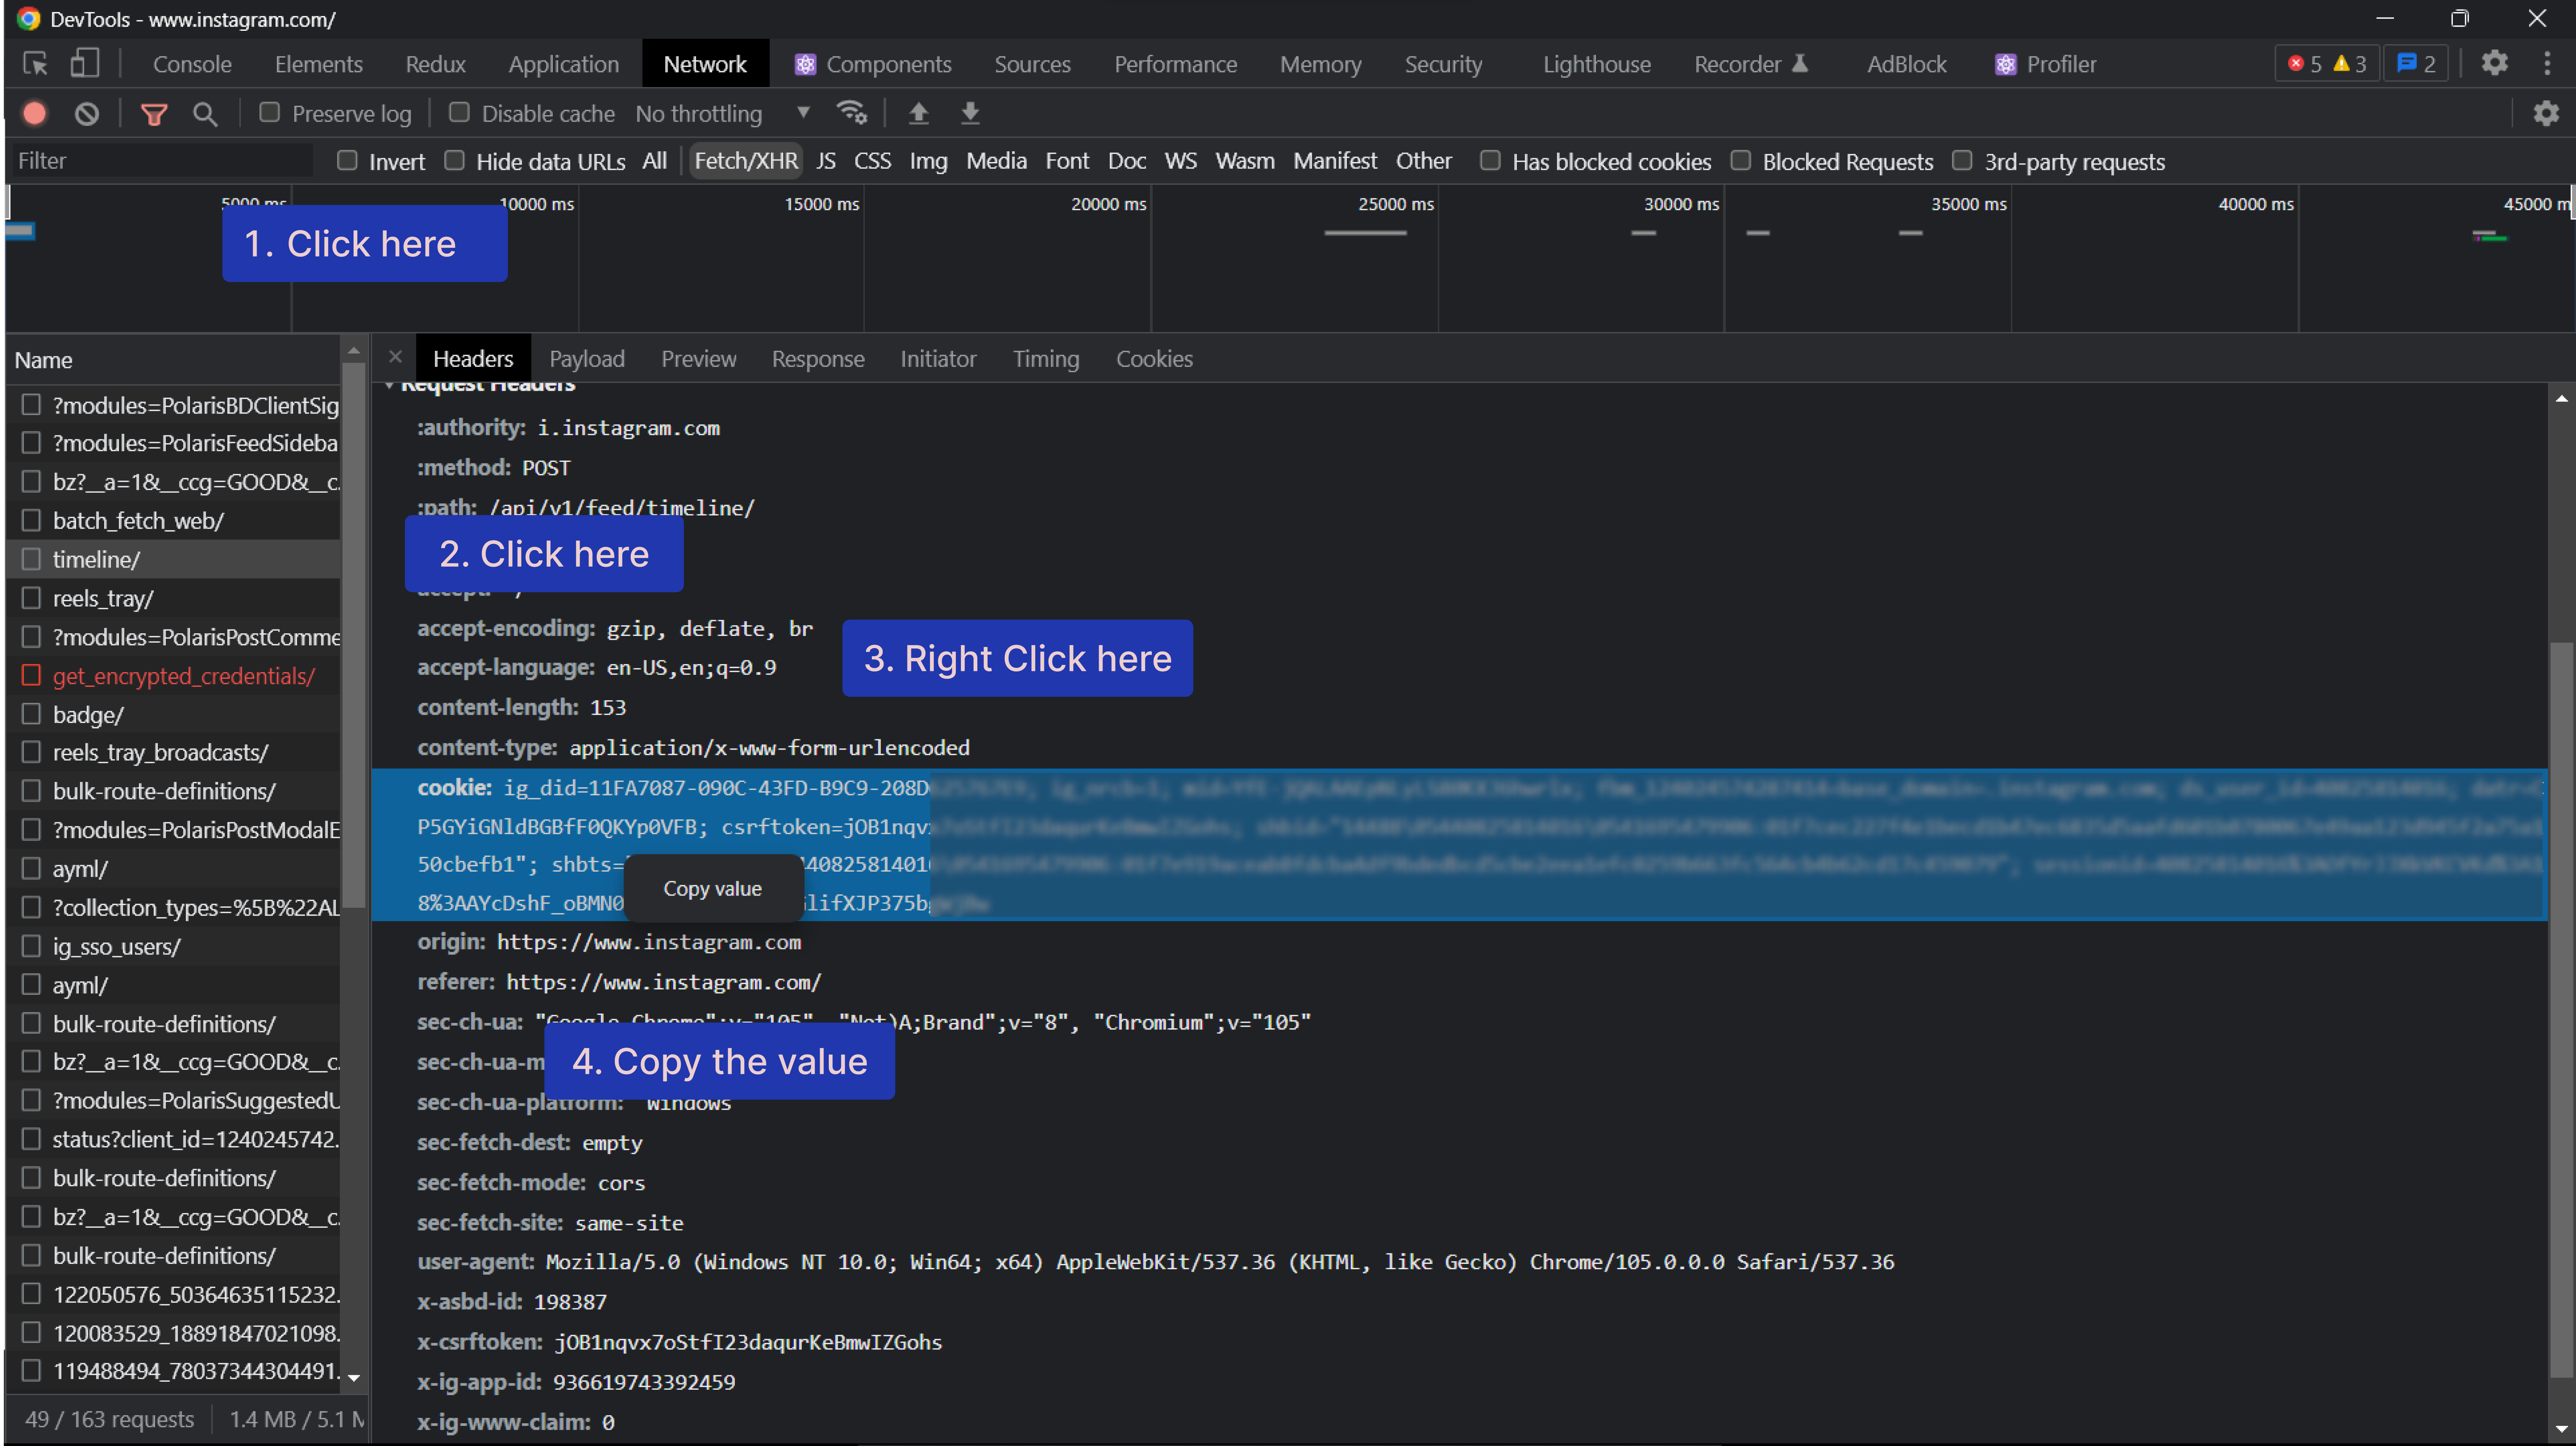 DevTools - www.instagram.com/
Console Elements Redux Application Network Components Sources Performance Memory Security Lighthouse Recorder AdBlock Profiler 5 3 2
Preserve log Disable cache No throttling
Filter Invert Hide data URLs All Fetch/XHR JS CSS Img Media Font Doc WS Wasm Manifest Other Has blocked cookies Blocked Requests 3rd-party requests
5000 ms 10000 ms 15000 ms 20000 ms 25000 ms 30000 ms 35000 ms 40000 ms 45000 m
1. Click here
Name
?modules=PolarisBDClientSig
?modules=PolarisFeedSideba
bz?__a=1&__ccg=GOOD&__c.
batch_fetch_web/
timeline/
reels_tray/
?modules=PolarisPostComme
get_encrypted_credentials/
badge/
reels_tray_broadcasts/
bulk-route-definitions/
?modules=PolarisPostModalE
ayml/
?collection_types=%5B%22AL
ig_sso_users/
ayml/
bulk-route-definitions/
bz?__a=1&__ccg=GOOD&__c.
?modules=PolarisSuggestedU
status?client_id=1240245742.
bulk-route-definitions/
bz?__a=1&__ccg=GOOD&__c.
bulk-route-definitions/
122050576_50364635115232.
120083529_18891847021098.
119488494_78037344304491.
49 / 163 requests 1.4 MB / 5.1 M
Headers Payload Preview Response Initiator Timing Cookies
Request Headers
:authority: i.instagram.com
:method: POST
:path: /api/v1/feed/timeline/
2. Click here
accept: */
accept-encoding: gzip, deflate, br
3. Right Click here
accept-language: en-US,en;q=0.9
content-length: 153
content-type: application/x-www-form-urlencoded
cookie: ig_did=11FA7087-090C-43FD-B9C9-208D
P5GYiGNldBGBfF0QKYp0VFB; csrftoken=jOB1nqv
50cbefb1"; shbts= 4408258140
Copy value
8%3AAYcDshF_oBMN0 lifXJP375b
origin: https://www.instagram.com
referer: https://www.instagram.com/
sec-ch-ua: "Google Chrome";v="105", "Not)A;Brand";v="8", "Chromium";v="105"
sec-ch-ua-m
4. Copy the value
sec-ch-ua-platform: "Windows
sec-fetch-dest: empty
sec-fetch-mode: cors
sec-fetch-site: same-site
user-agent: Mozilla/5.0 (Windows NT 10.0; Win64; x64) AppleWebKit/537.36 (KHTML, like Gecko) Chrome/105.0.0.0 Safari/537.36
x-asbd-id: 198387
x-csrftoken: jOB1nqvx7oStfI23daqurKeBmwIZGohs
x-ig-app-id: 936619743392459
x-ig-www-claim: 0